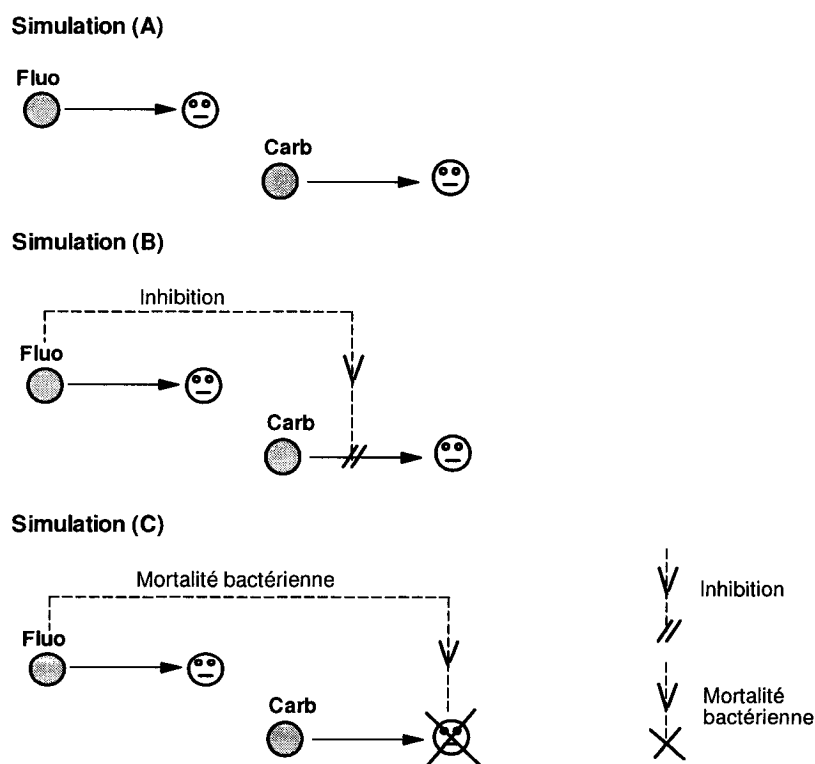 Simulation (A)
Fluo
Carb
Simulation (B)
Inhibition
Fluo
Carb
Simulation (C)
Mortalité bactérienne
Fluo
Carb
Inhibition
Mortalité
bactérienne